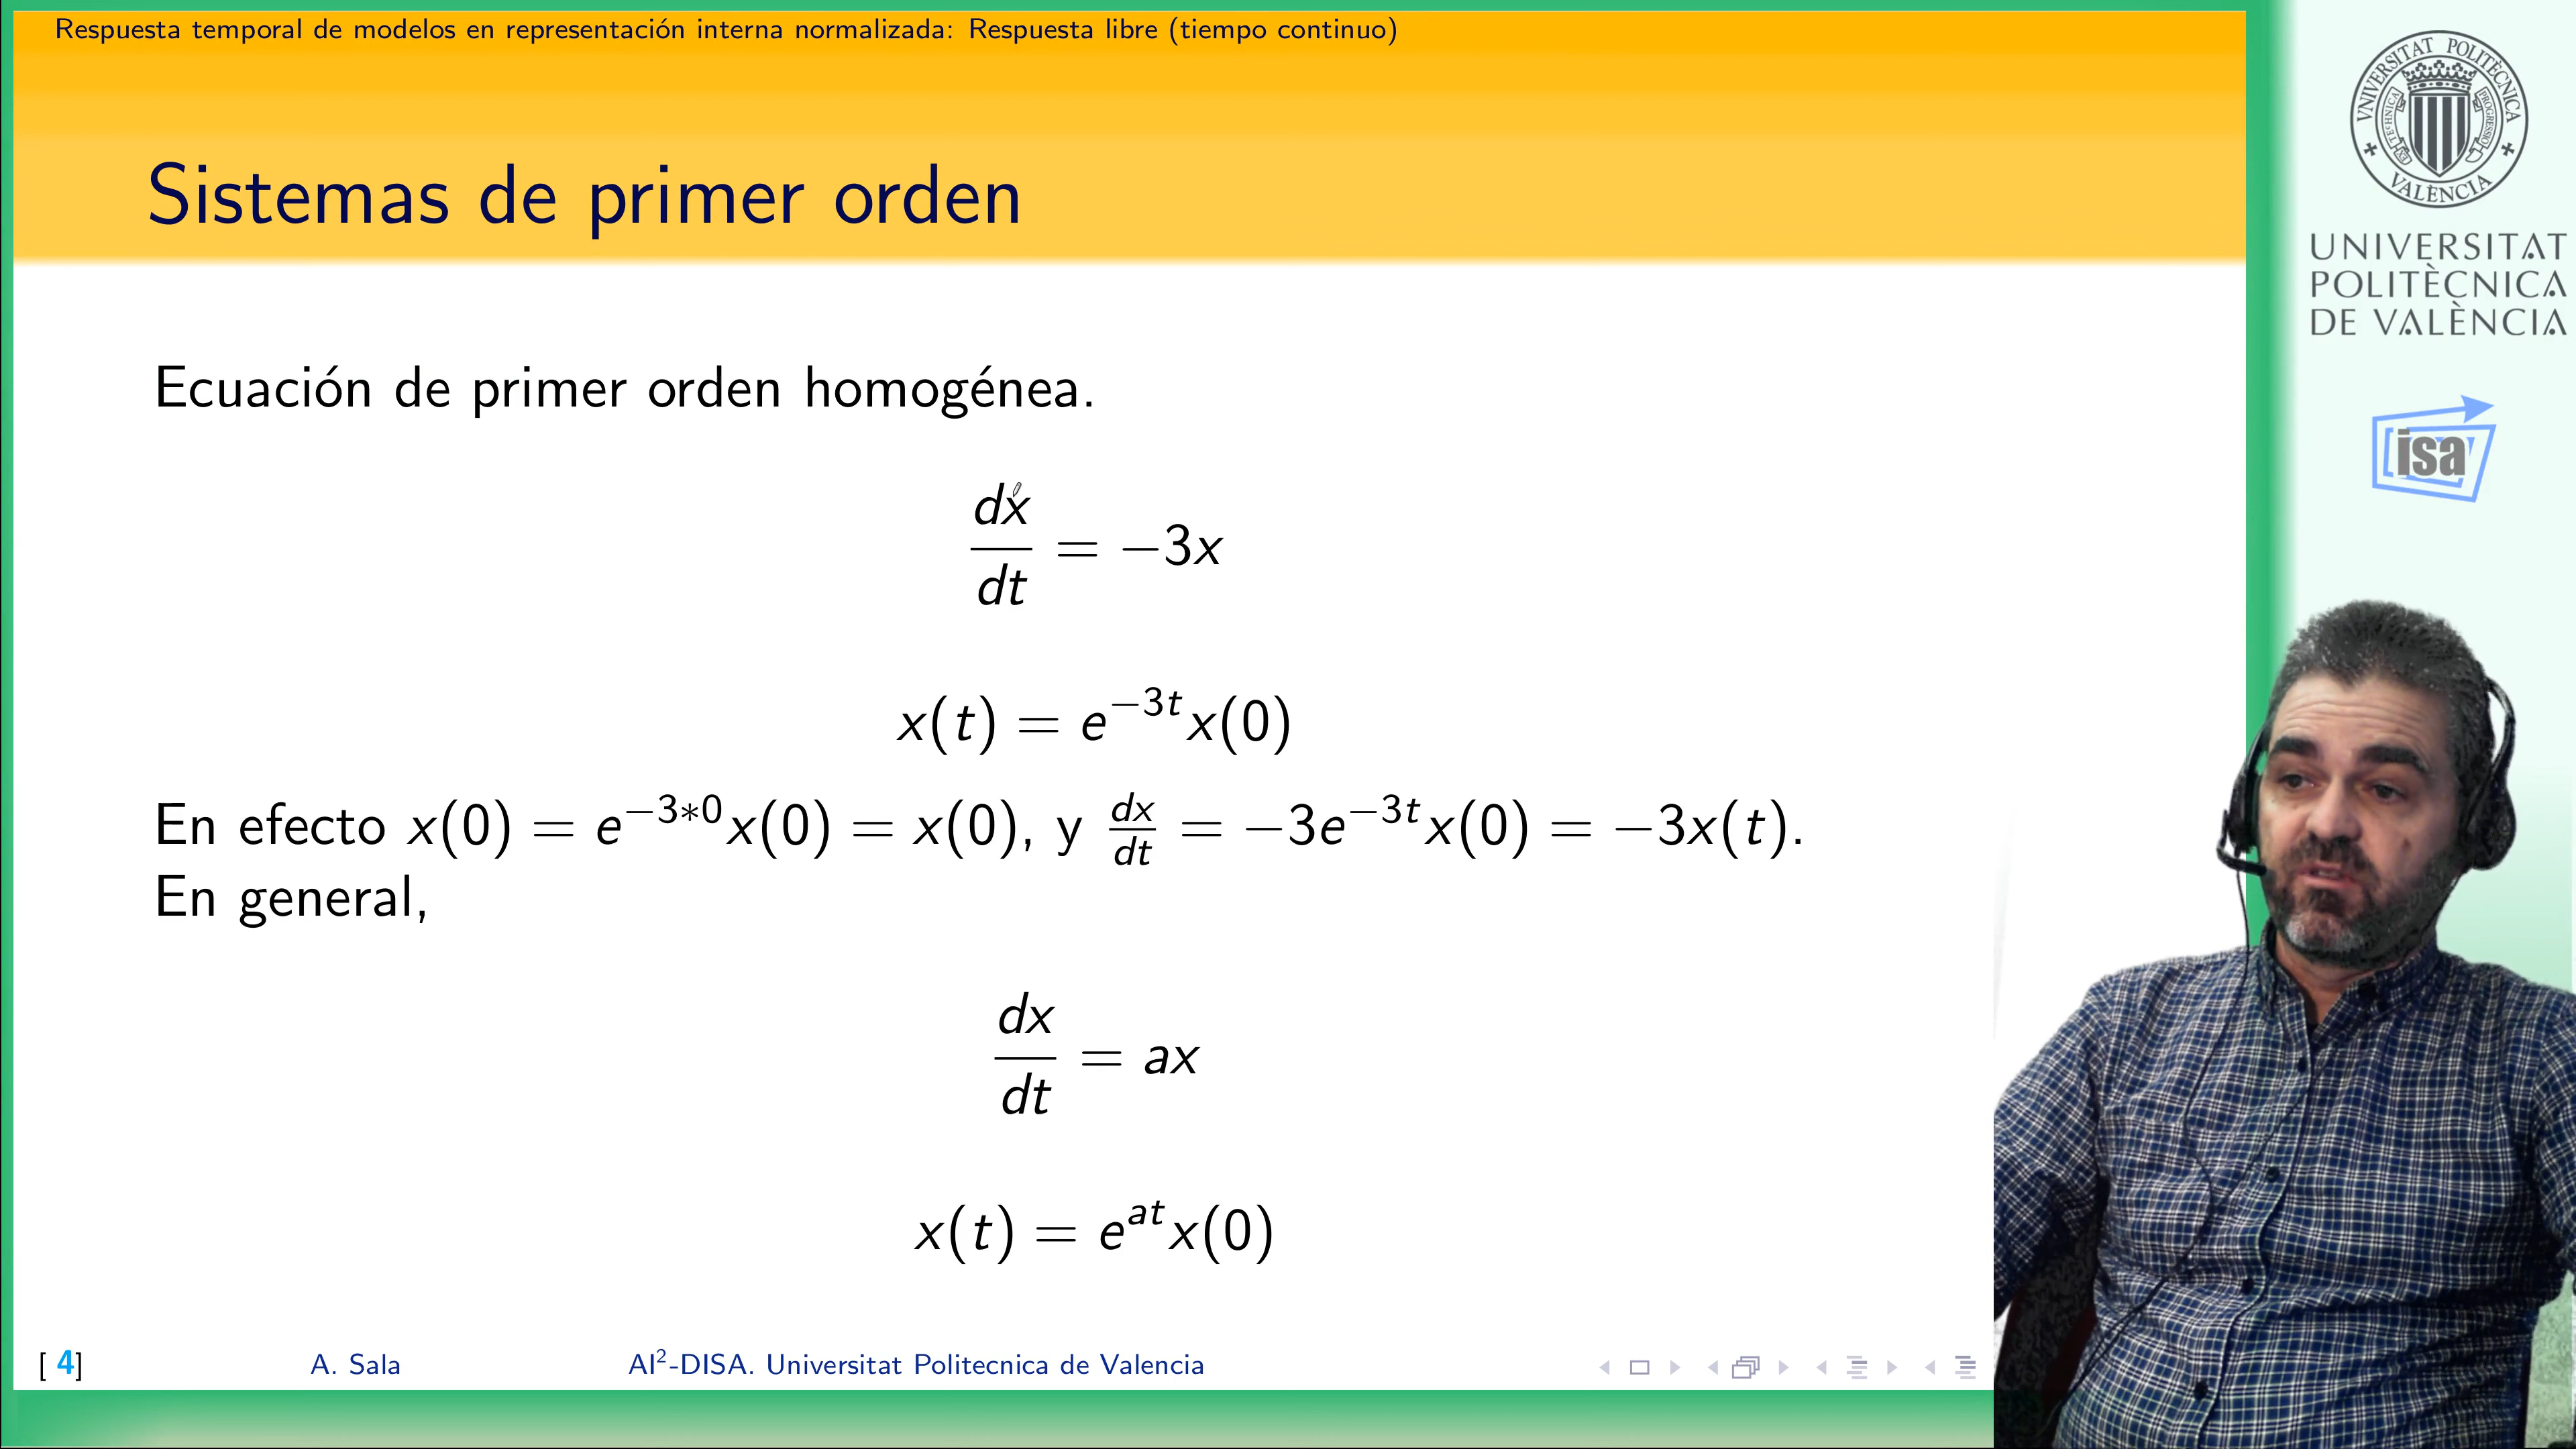 Respuesta temporal de modelos en representación interna normalizada: Respuesta libre (tiempo continuo)
Sistemas de primer orden
Ecuación de primer orden homogénea.
dx/dt = −3x
x(t) = e^{−3t}x(0)
En efecto x(0) = e^{−3*0}x(0) = x(0), y dx/dt = −3e^{−3t}x(0) = −3x(t).
En general,
dx/dt = ax
x(t) = e^{at}x(0)
[ 4]
A. Sala
AI²-DISA. Universitat Politecnica de Valencia
UNIVERSITAT POLITÈCNICA
VALÈNCIA
UNIVERSITAT
POLITÈCNICA
DE VALÈNCIA
isa